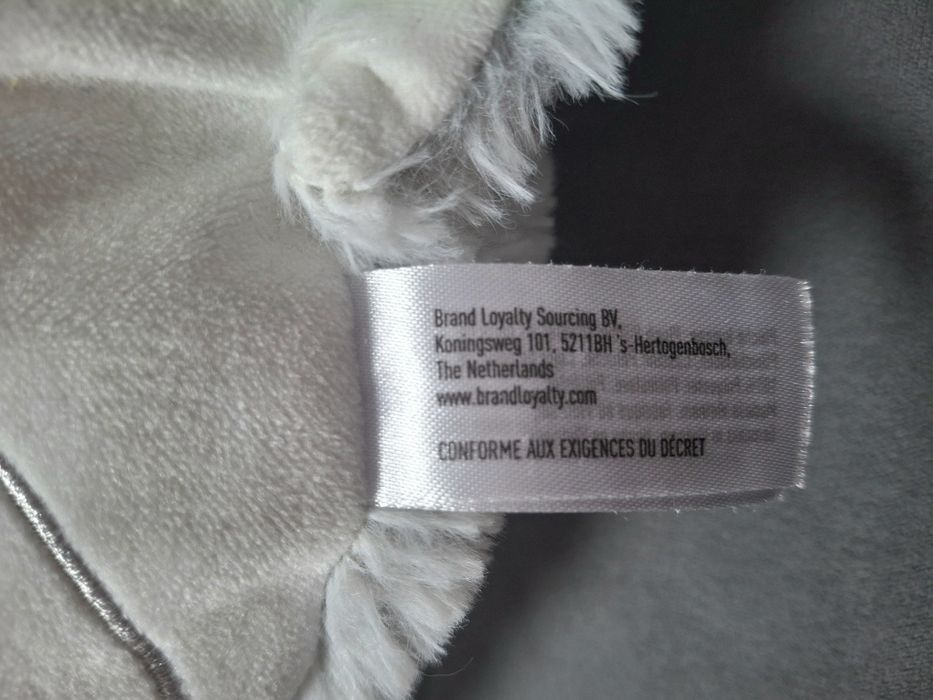 Brand Loyalty Sourcing BV,
Koningsweg 101, 5211BH 's-Hertogenbosch,
The Netherlands
www.brandloyalty.com
CONFORME AUX EXIGENCES DU DÉCRET